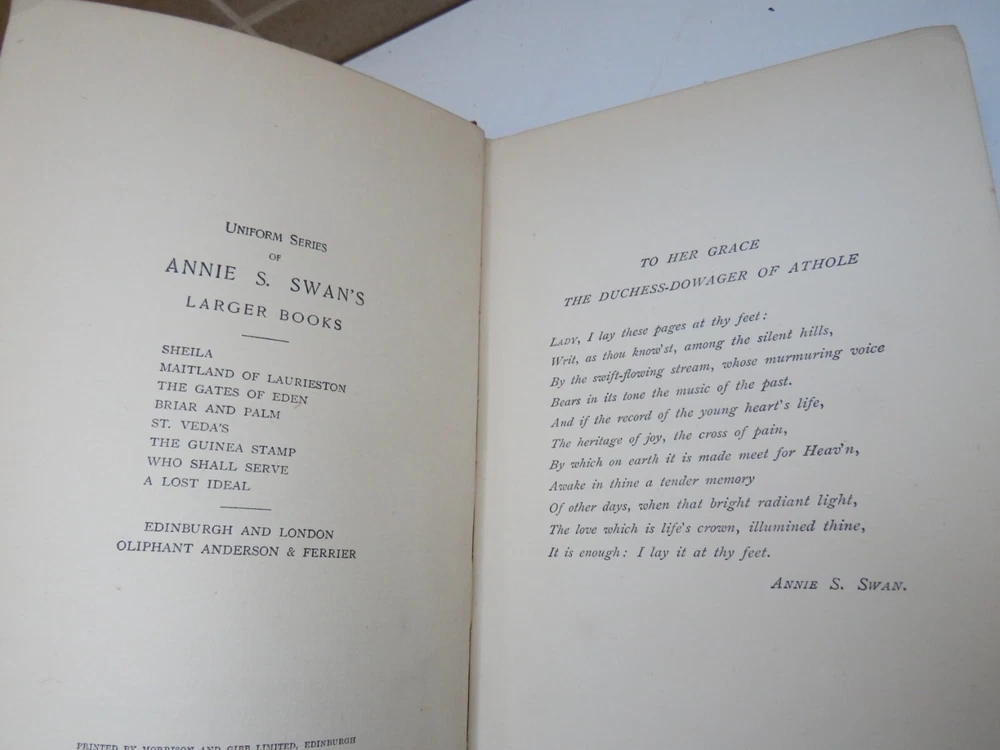 UNIFORM SERIES
OF
ANNIE S. SWAN'S
LARGER BOOKS
SHEILA
MAITLAND OF LAURIESTON
THE GATES OF EDEN
BRIAR AND PALM
ST. VEDA'S
THE GUINEA STAMP
WHO SHALL SERVE
A LOST IDEAL
EDINBURGH AND LONDON
OLIPHANT ANDERSON & FERRIER
PRINTED BY MORRISON AND GIBB LIMITED, EDINBURGH
TO HER GRACE
THE DUCHESS-DOWAGER OF ATHOLE
LADY, I lay these pages at thy feet:
Writ, as thou know'st, among the silent hills,
By the swift-flowing stream, whose murmuring voice
Bears in its tone the music of the past.
And if the record of the young heart's life,
The heritage of joy, the cross of pain,
By which on earth it is made meet for Heav'n,
Awake in thine a tender memory
Of other days, when that bright radiant light,
The love which is life's crown, illumined thine,
It is enough: I lay it at thy feet.
ANNIE S. SWAN.